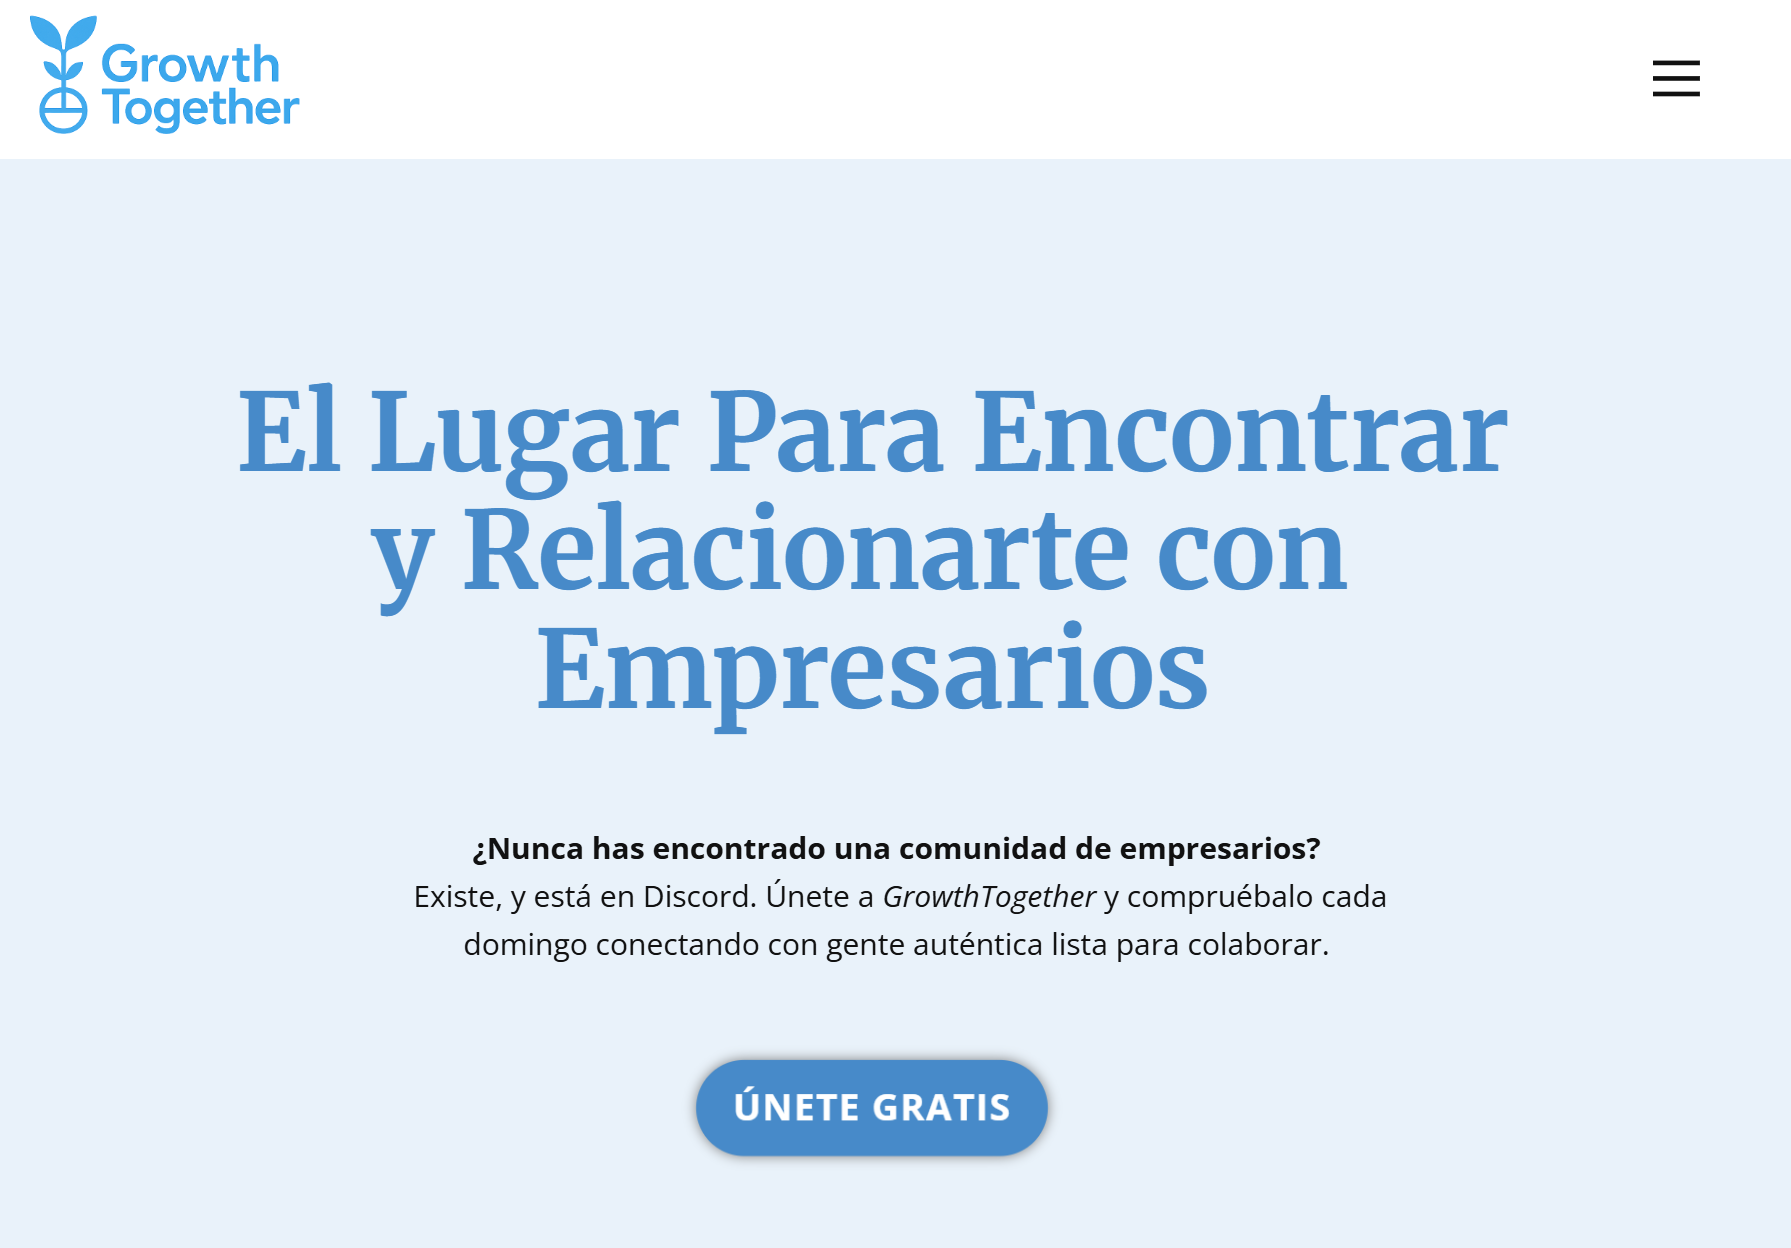 Growth
Together
El Lugar Para Encontrar
y Relacionarte con
Empresarios
¿Nunca has encontrado una comunidad de empresarios?
Existe, y está en Discord. Únete a GrowthTogether y compruébalo cada
domingo conectando con gente auténtica lista para colaborar.
ÚNETE GRATIS